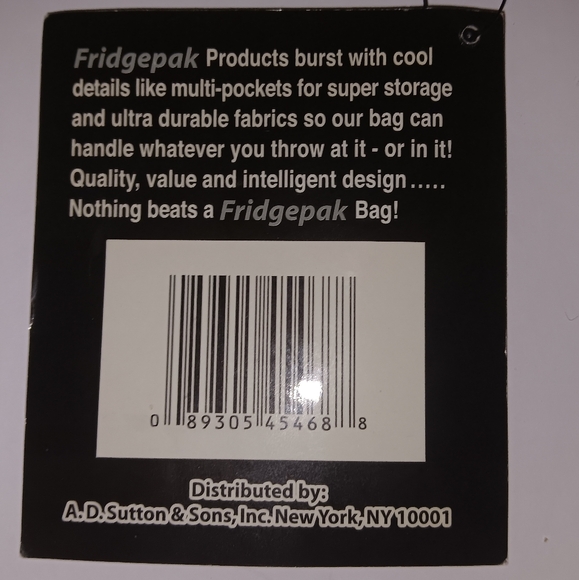 Fridgepak Products burst with cool
details like multi-pockets for super storage
and ultra durable fabrics so our bag can
handle whatever you throw at it - or in it!
Quality, value and intelligent design.....
Nothing beats a Fridgepak Bag!
0 89305 45468 8
Distributed by:
A.D. Sutton & Sons, Inc. New York, NY 10001